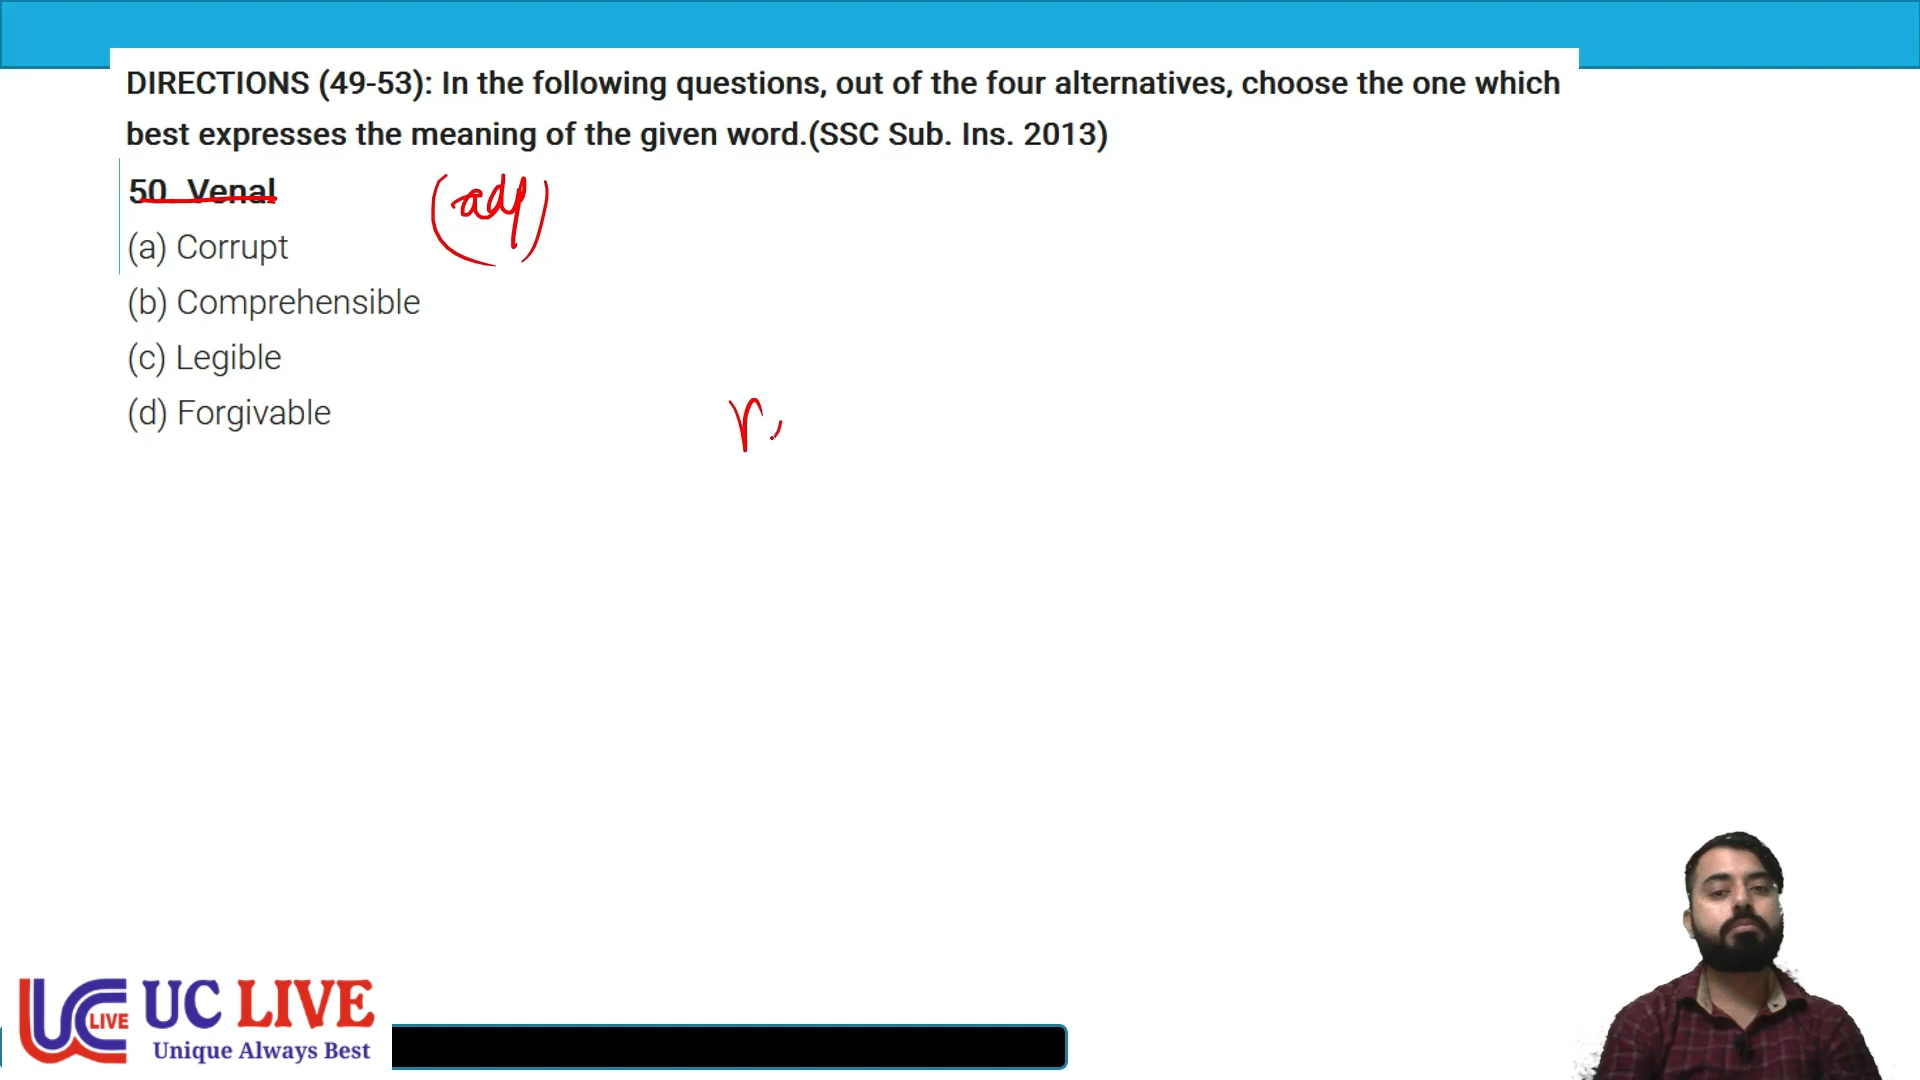 DIRECTIONS (49-53): In the following questions, out of the four alternatives, choose the one which
best expresses the meaning of the given word.(SSC Sub. Ins. 2013)
50. Venal
(adj)
(a) Corrupt
(b) Comprehensible
(c) Legible
(d) Forgivable
LIVE
UC LIVE
Unique Always Best